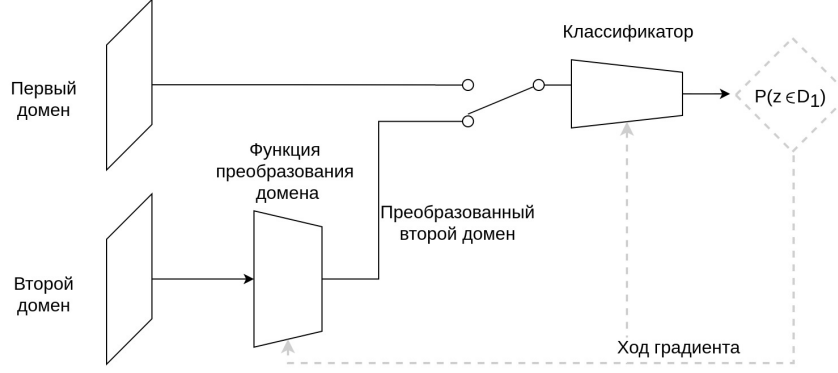 Классификатор
Первый
домен
P(z ∈D1)
Функция
преобразования
домена
Преобразованный
второй домен
Второй
домен
Ход градиента